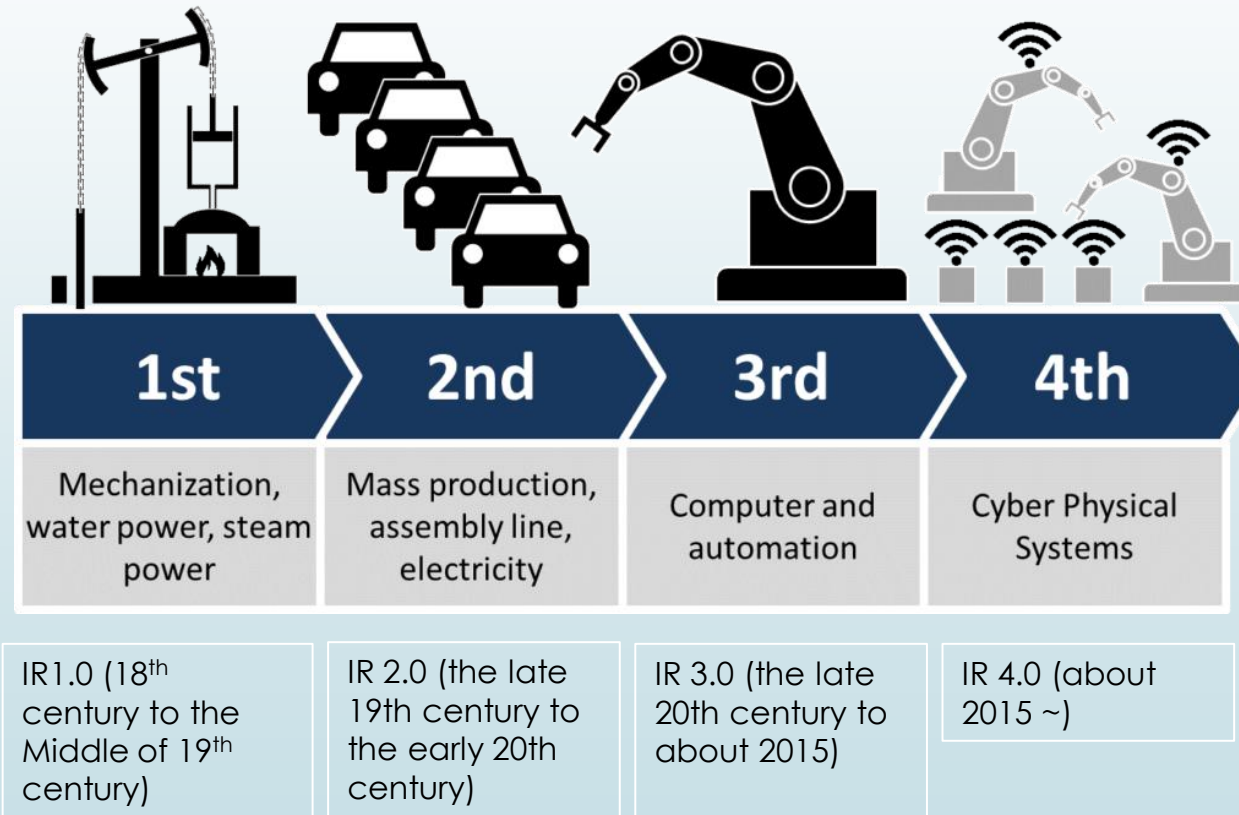 1st
2nd
3rd
4th
Mechanization,
water power, steam
power
Mass production,
assembly line,
electricity
Computer and
automation
Cyber Physical
Systems
IR1.0 (18th
century to the
Middle of 19th
century)
IR 2.0 (the late
19th century to
the early 20th
century)
IR 3.0 (the late
20th century to
about 2015)
IR 4.0 (about
2015 ~)